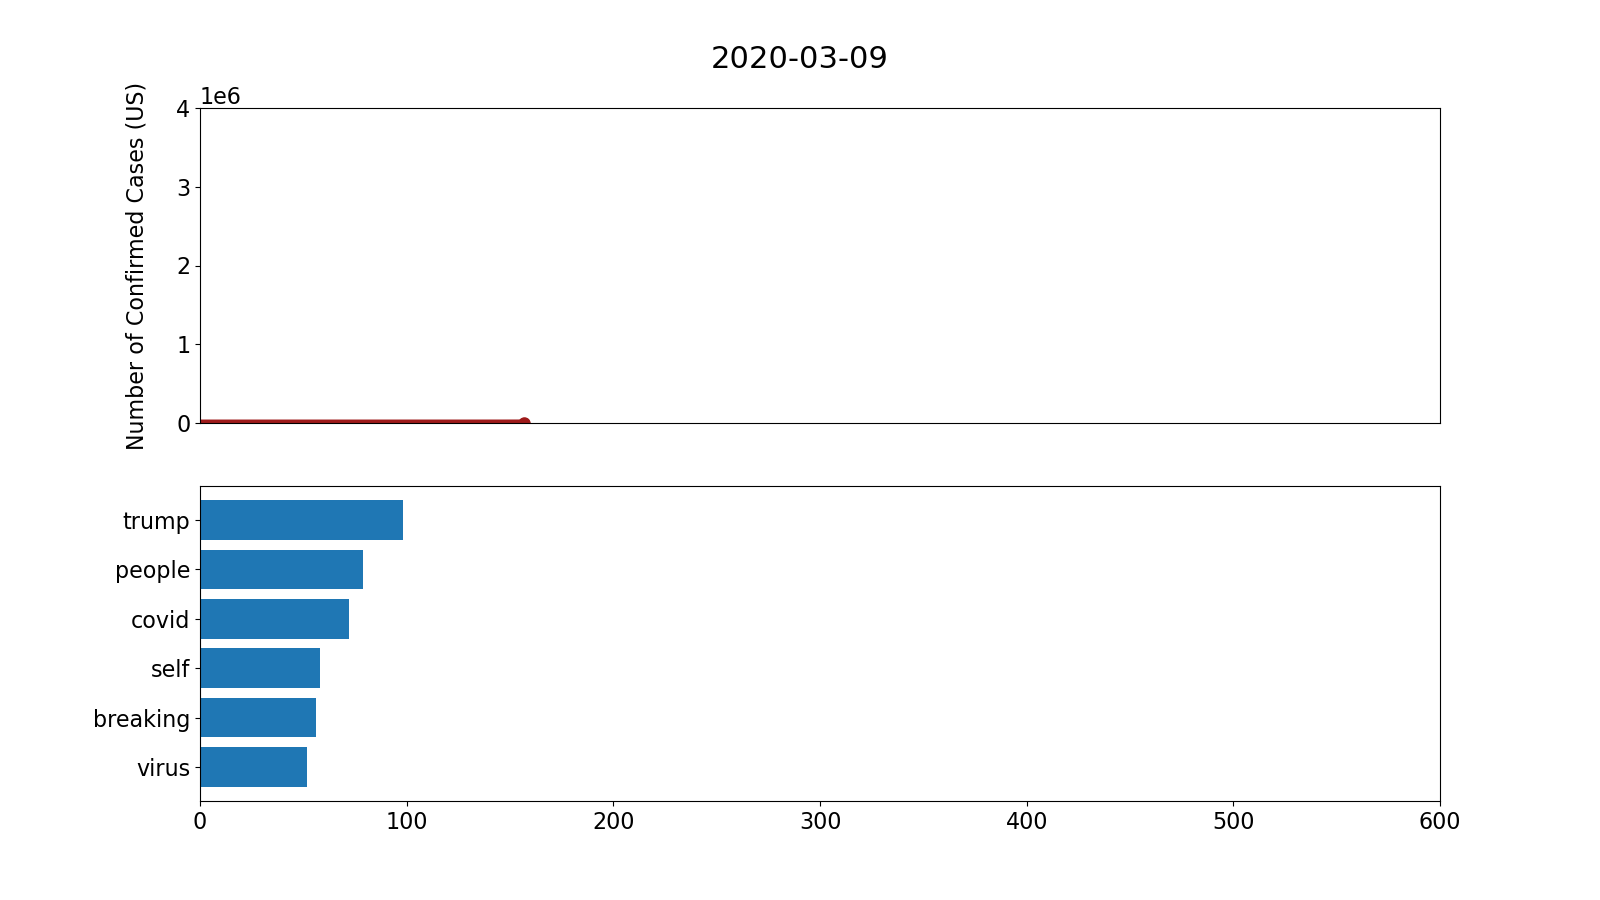 2020-03-09
1e6
Number of Confirmed Cases (US)
4
3
2
1
0
trump
people
covid
self
breaking
virus
0 100 200 300 400 500 600